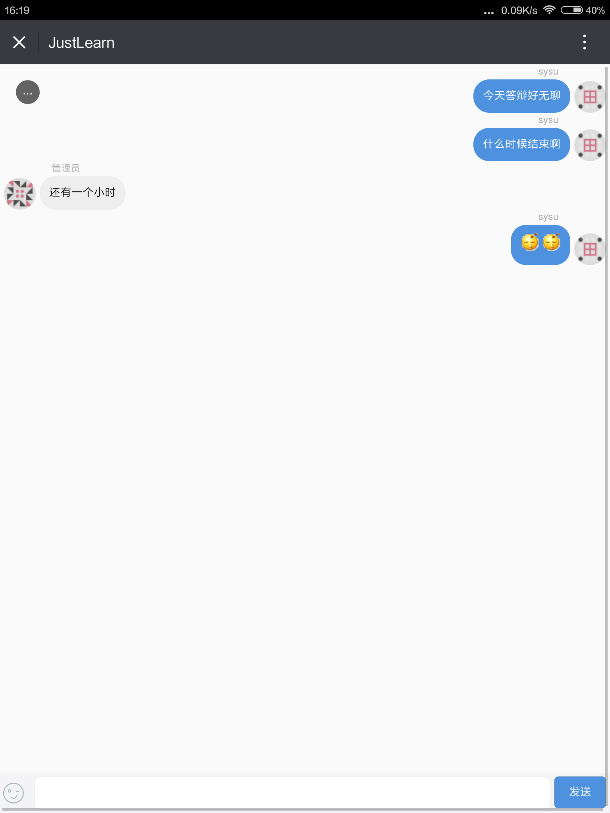 16:19
... 0.09K/s 40%
JustLearn
...
sysu
今天答辩好无聊
sysu
什么时候结束啊
管理员
还有一个小时
sysu
发送